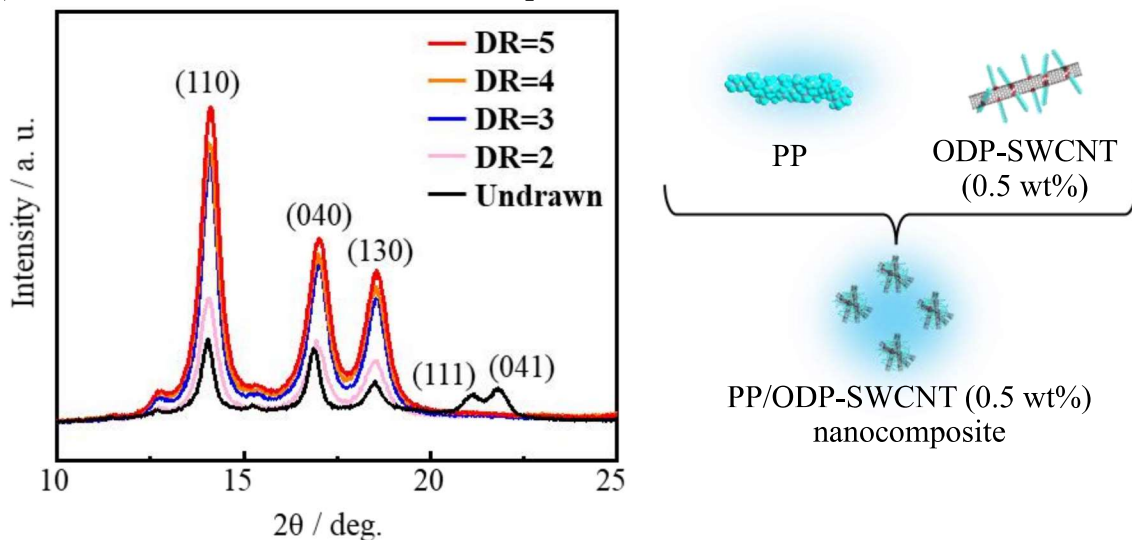 DR=5
DR=4
DR=3
DR=2
Undrawn
(110)
(040)
(130)
(111)
(041)
Intensity / a. u.
10
15
20
25
2θ / deg.
PP
ODP-SWCNT
(0.5 wt%)
PP/ODP-SWCNT (0.5 wt%)
nanocomposite